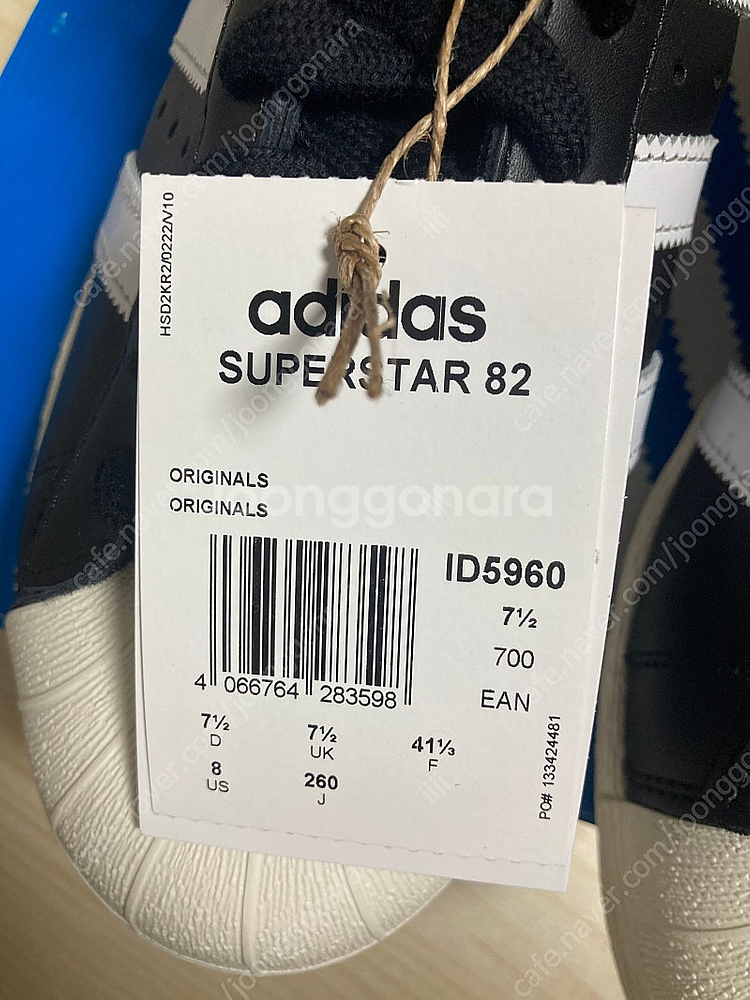 HSD2KR2/0222/V10
adidas
SUPERSTAR 82
ORIGINALS
ORIGINALS
joonggonara
ID5960
7½
700
EAN
4 066764 283598
7½
D
7½
UK
41⅓
F
8
US
260
J
PO# 133424481
cafe.naver.com/joonggonara